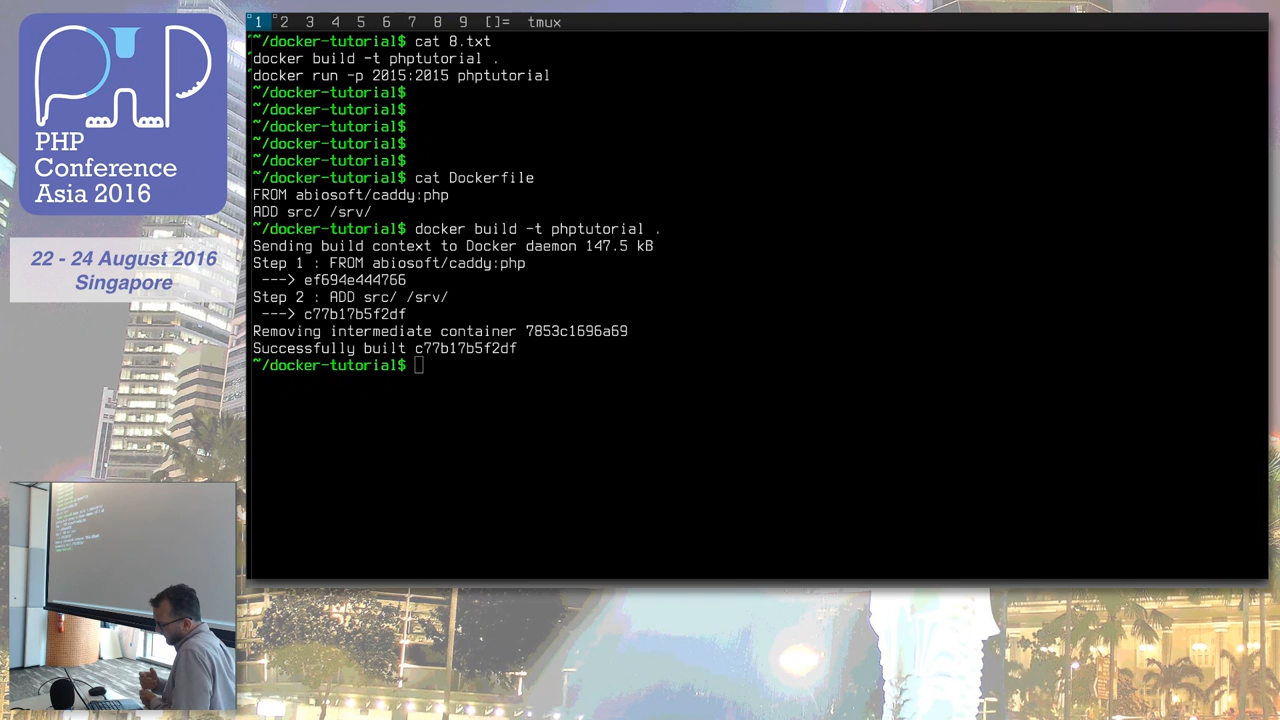 PHP
Conference
Asia 2016
22 - 24 August 2016
Singapore
1 2 3 4 5 6 7 8 9 []= tmux
~/docker-tutorial$ cat 8.txt
docker build -t phptutorial .
docker run -p 2015:2015 phptutorial
~/docker-tutorial$
~/docker-tutorial$
~/docker-tutorial$
~/docker-tutorial$
~/docker-tutorial$
~/docker-tutorial$ cat Dockerfile
FROM abiosoft/caddy:php
ADD src/ /srv/
~/docker-tutorial$ docker build -t phptutorial .
Sending build context to Docker daemon 147.5 kB
Step 1 : FROM abiosoft/caddy:php
---> ef694e444766
Step 2 : ADD src/ /srv/
---> c77b17b5f2df
Removing intermediate container 7853c1696a69
Successfully built c77b17b5f2df
~/docker-tutorial$